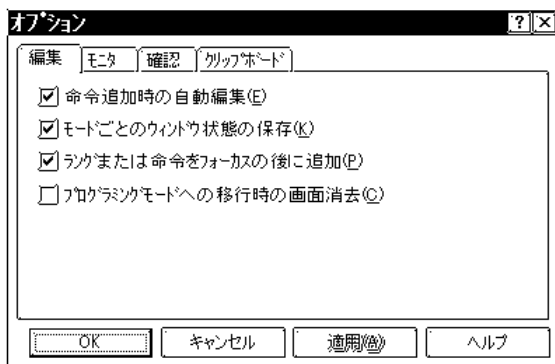 オプション
編集 モニタ 確認 クリップボード
命令追加時の自動編集(E)
モードごとのウィンドウ状態の保存(K)
ラングまたは命令をフォーカスの後に追加(P)
プログラミングモードへの移行時の画面消去(C)
OK キャンセル 適用(A) ヘルプ